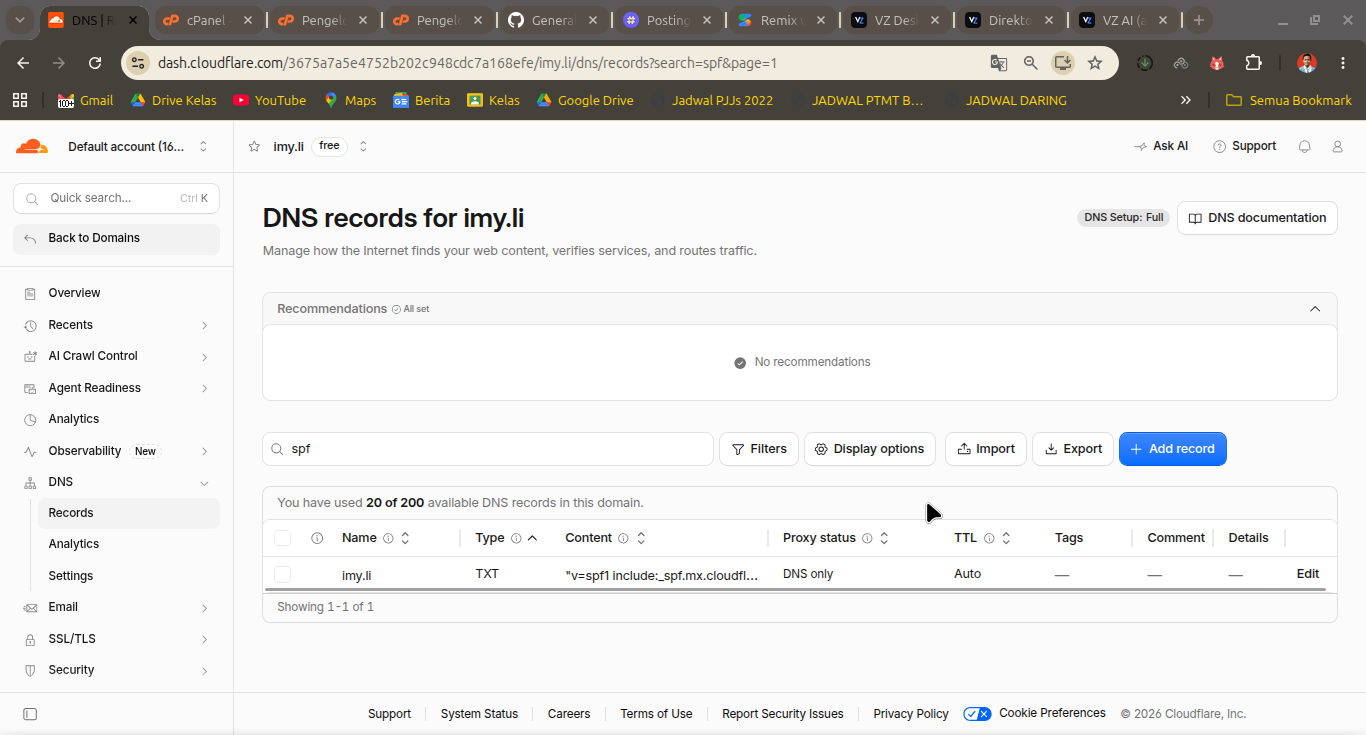 DNS | R
cPanel
Pengel
Pengel
Genera
Posting
Remix
VZ Des
Direkto
VZ AI (a
dash.cloudflare.com/3675a7a5e4752b202c948cdc7a168efe/imy.li/dns/records?search=spf&page=1
Gmail
Drive Kelas
YouTube
Maps
Berita
Kelas
Google Drive
Jadwal PJJs 2022
JADWAL PTMT B...
JADWAL DARING
Semua Bookmark
Default account (16...
imy.li free
Ask AI
Support
Quick search... Ctrl K
Back to Domains
Overview
Recents
AI Crawl Control
Agent Readiness
Analytics
Observability New
DNS
Records
Analytics
Settings
Email
SSL/TLS
Security
DNS records for imy.li
DNS Setup: Full
DNS documentation
Manage how the Internet finds your web content, verifies services, and routes traffic.
Recommendations All set
No recommendations
spf
Filters
Display options
Import
Export
Add record
You have used 20 of 200 available DNS records in this domain.
Name Type Content Proxy status TTL Tags Comment Details
imy.li TXT "v=spf1 include:_spf.mx.cloudfl... DNS only Auto — — — Edit
Showing 1-1 of 1
Support System Status Careers Terms of Use Report Security Issues Privacy Policy Cookie Preferences © 2026 Cloudflare, Inc.